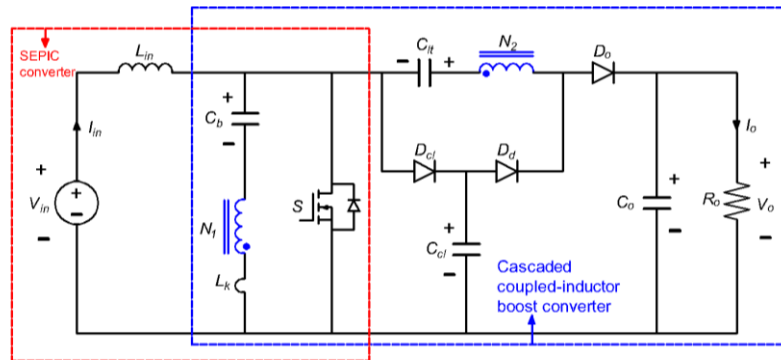 SEPIC
converter
L_in
C_lt
N_2
D_o
I_in
C_b
D_cl
D_d
I_o
V_in
S
N_1
C_cl
C_o
R_o
V_o
L_k
Cascaded
coupled-inductor
boost converter